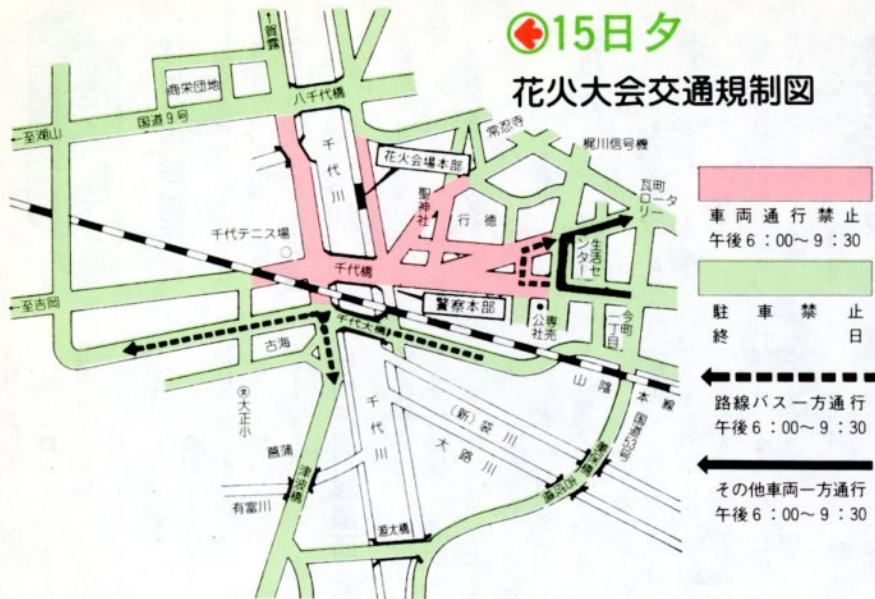 15日夕
花火大会交通規制図
↑賀露
商栄団地
八千代橋
国道9号
←至湖山
千代川
花火会場本部
常忍寺
梶川信号機
聖神社
行徳
瓦町ロータリー
千代テニス場
生活センター
千代橋
警察本部
←至吉岡
専売公社
今町一丁目
千代大橋
古海
山陰本線
文大正小
千代川
(新)袋川
大路川
国道53号
菖蒲
津波橋
有富川
源太橋
車両通行禁止
午後6:00～9:30
駐車禁止
終日
路線バス一方通行
午後6:00～9:30
その他車両一方通行
午後6:00～9:30